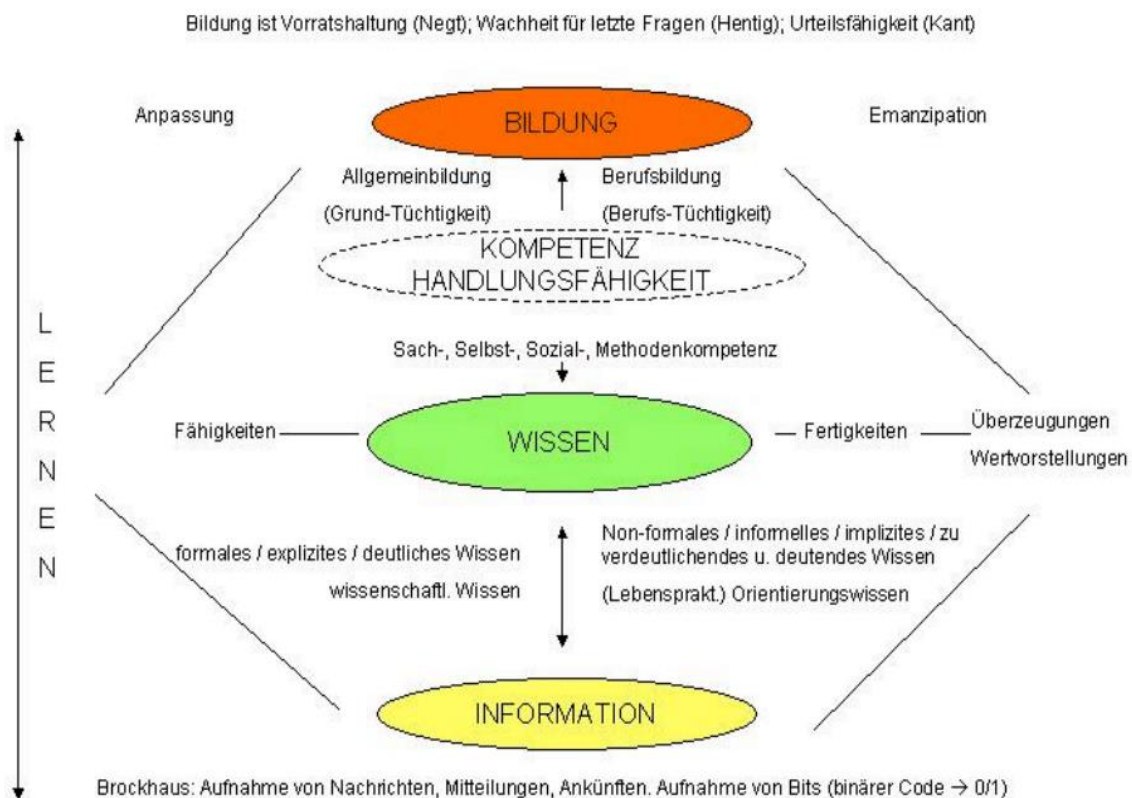 Bildung ist Vorratshaltung (Negt); Wachheit für letzte Fragen (Hentig); Urteilsfähigkeit (Kant)
Anpassung
BILDUNG
Emanzipation
Allgemeinbildung
Berufsbildung
(Grund-Tüchtigkeit)
(Berufs-Tüchtigkeit)
KOMPETENZ
HANDLUNGSFÄHIGKEIT
LERNEN
Sach-, Selbst-, Sozial-, Methodenkompetenz
Fähigkeiten
WISSEN
Fertigkeiten
Überzeugungen
Wertvorstellungen
formales / explizites / deutliches Wissen
wissenschaftl. Wissen
Non-formales / informelles / implizites / zu
verdeutlichendes u. deutendes Wissen
(Lebensprakt.) Orientierungswissen
INFORMATION
Brockhaus: Aufnahme von Nachrichten, Mitteilungen, Ankünften. Aufnahme von Bits (binärer Code → 0/1)